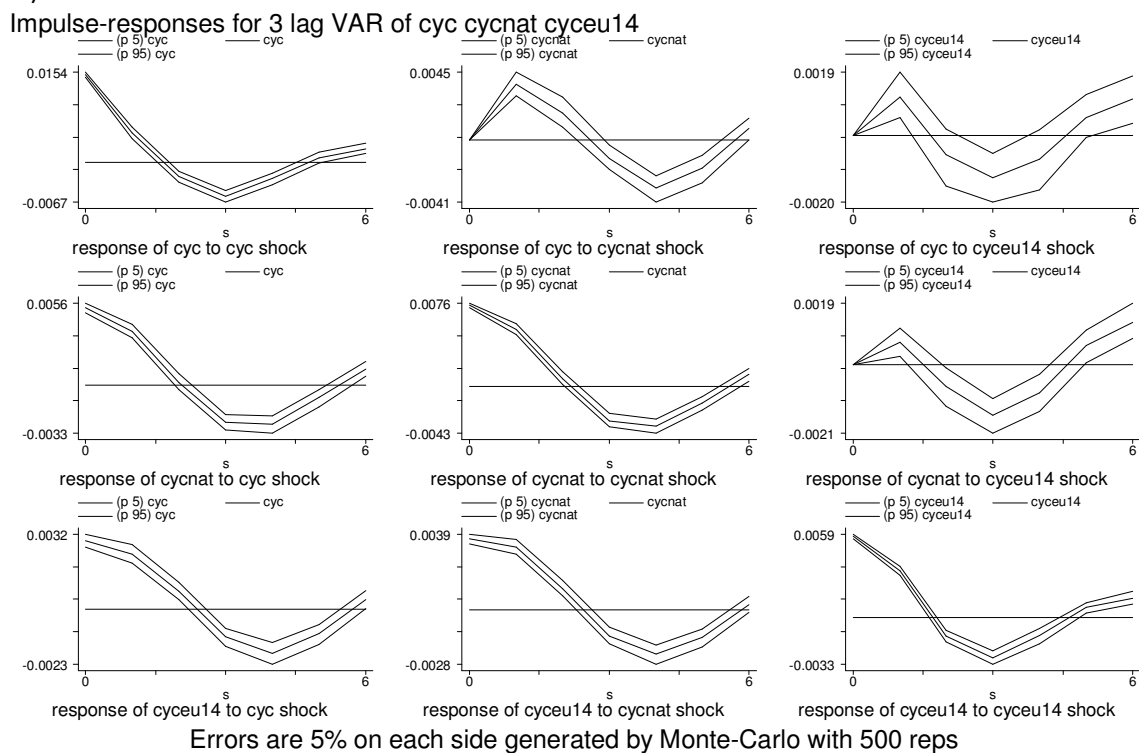 Impulse-responses for 3 lag VAR of cyc cycnat cyceu14
(p 5) cyc cyc
(p 95) cyc
0.0154
-0.0067
0 6
s
response of cyc to cyc shock
(p 5) cycnat cycnat
(p 95) cycnat
0.0045
-0.0041
0 6
s
response of cyc to cycnat shock
(p 5) cyceu14 cyceu14
(p 95) cyceu14
0.0019
-0.0020
0 6
s
response of cyc to cyceu14 shock
(p 5) cyc cyc
(p 95) cyc
0.0056
-0.0033
0 6
s
response of cycnat to cyc shock
(p 5) cycnat cycnat
(p 95) cycnat
0.0076
-0.0043
0 6
s
response of cycnat to cycnat shock
(p 5) cyceu14 cyceu14
(p 95) cyceu14
0.0019
-0.0021
0 6
s
response of cycnat to cyceu14 shock
(p 5) cyc cyc
(p 95) cyc
0.0032
-0.0023
0 6
s
response of cyceu14 to cyc shock
(p 5) cycnat cycnat
(p 95) cycnat
0.0039
-0.0028
0 6
s
response of cyceu14 to cycnat shock
(p 5) cyceu14 cyceu14
(p 95) cyceu14
0.0059
-0.0033
0 6
s
response of cyceu14 to cyceu14 shock
Errors are 5% on each side generated by Monte-Carlo with 500 reps